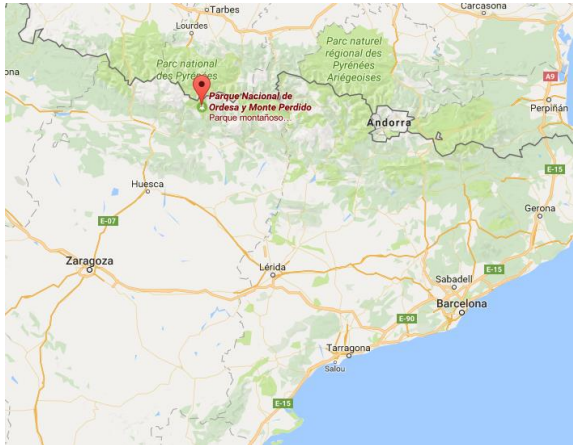 Tarbes
Carcasona
Lourdes
Parc naturel
régional des
Pyrénées
Ariégeoises
Parc national
des Pyrénées
ona
A9
Parque Nacional de
Ordesa y Monte Perdido
Parque montañoso...
Perpiñán
Andorra
E-15
Huesca
Gerona
E-07
Zaragoza
Lérida
E-15
Sabadell
Barcelona
E-90
Tarragona
Salou
E-15